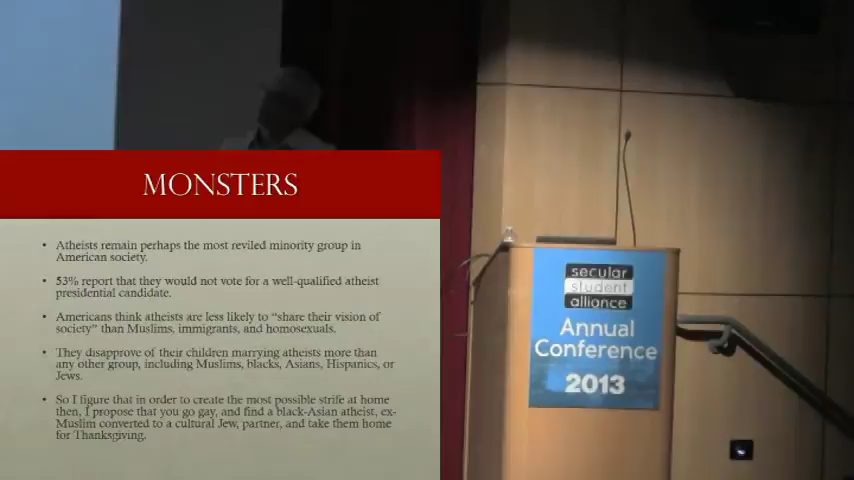 MONSTERS
• Atheists remain perhaps the most reviled minority group in
American society.
• 53% report that they would not vote for a well-qualified atheist
presidential candidate.
• Americans think atheists are less likely to “share their vision of
society” than Muslims, immigrants, and homosexuals.
• They disapprove of their children marrying atheists more than
any other group, including Muslims, blacks, Asians, Hispanics, or
Jews.
• So I figure that in order to create the most possible strife at home
then, I propose that you go gay, and find a black-Asian atheist, ex-
Muslim converted to a cultural Jew, partner, and take them home
for Thanksgiving.
secular
student
alliance
Annual
Conference
2013